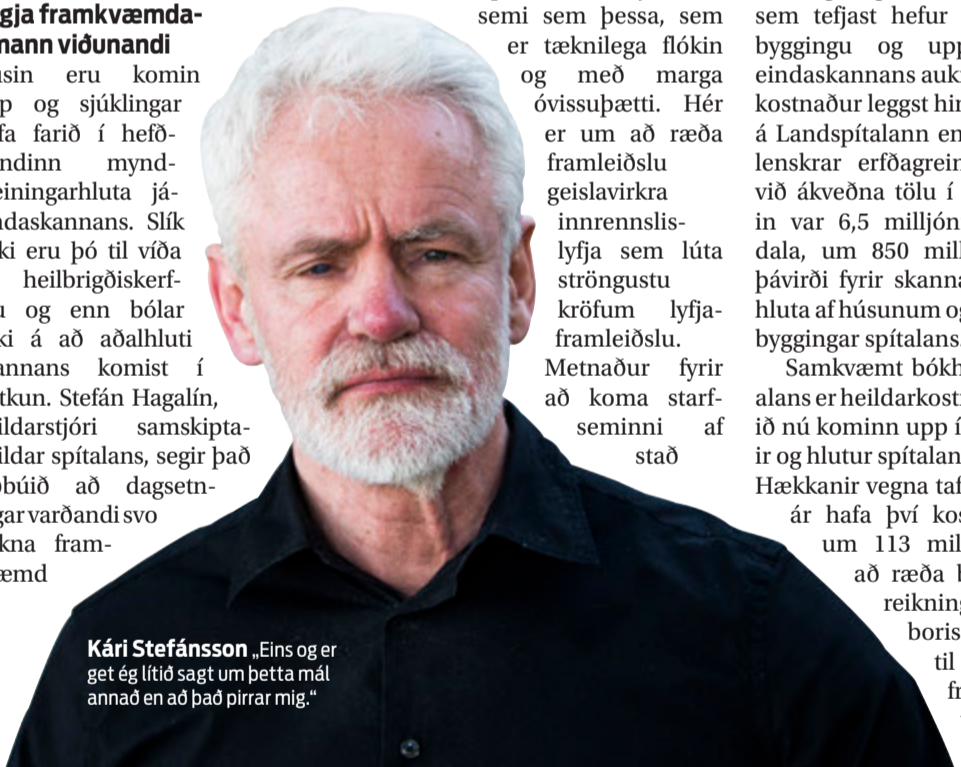 gja framkvæmda-
mann viðunandi
usin eru komin
p og sjúklingar
fa farið í hefð-
ndinn mynd-
einingarhluta já-
ndaskannans. Slík
ki eru þó til víða
heilbrigðiskerf-
u og enn bólar
ki á að aðalhluti
annans komist í
tkun. Stefán Hagalín,
ildarstjóri samskipta-
ildar spítalans, segir það
búið að dagsetn-
gar varðandi svo
kna fram-
æmd
semi sem þessa, sem
er tæknilega flókin
og með marga
óvissuþætti. Hér
er um að ræða
framleiðslu
geislavirkra
innrennslis-
lyfja sem lúta
ströngustu
kröfum lyfja-
framleiðslu.
Metnaður fyrir
að koma starf-
seminni af
stað
sem tefjast hefur
byggingu og upp
eindaskannans auk
kostnaður leggst hin
á Landspítalann en
lenskrar erfðagrein
við ákveðna tölu í
in var 6,5 milljón
dala, um 850 mill
þávirði fyrir skanna
hluta af húsunum og
byggingar spítalans.
Samkvæmt bókh
alans er heildarkost
ið nú kominn upp í
ir og hlutur spítalan
Hækkanir vegna taf
ár hafa því kos
um 113 mil
að ræða b
reikning
boris
til
fr
Kári Stefánsson „Eins og er
get ég lítið sagt um þetta mál
annað en að það pirrar mig.“